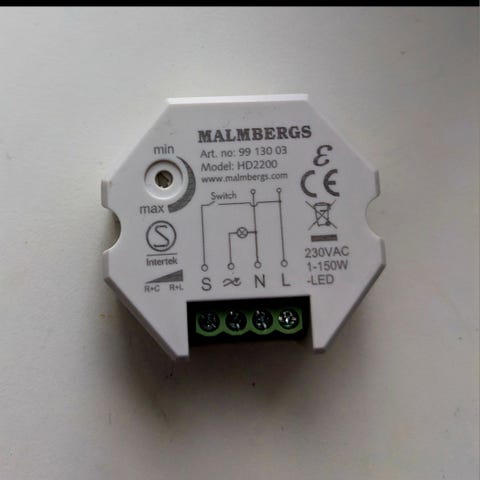 MALMBERGS
Art. no: 99 130 03
Model: HD2200
www.malmbergs.com
min
max
Switch
S
Intertek
R+C R+L
S N L
CE
230VAC
1-150W
-LED